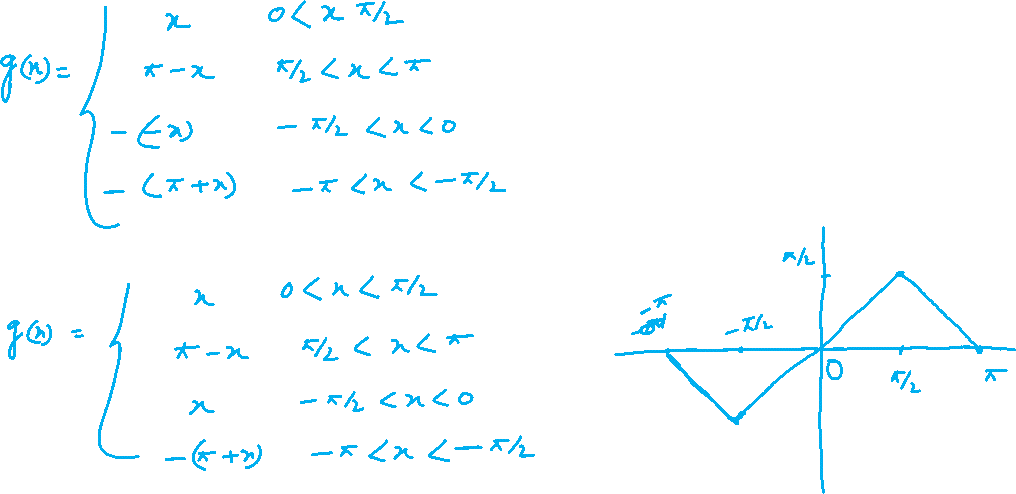 g(x) =
x 0 < x π/2
π - x π/2 < x < π
- (-x) - π/2 < x < 0
- (π + x) - π < x < - π/2
g(x) =
x 0 < x < π/2
π - x π/2 < x < π
x - π/2 < x < 0
- (π + x) - π < x < - π/2
π/2
-π
-π/2
0
π/2
π